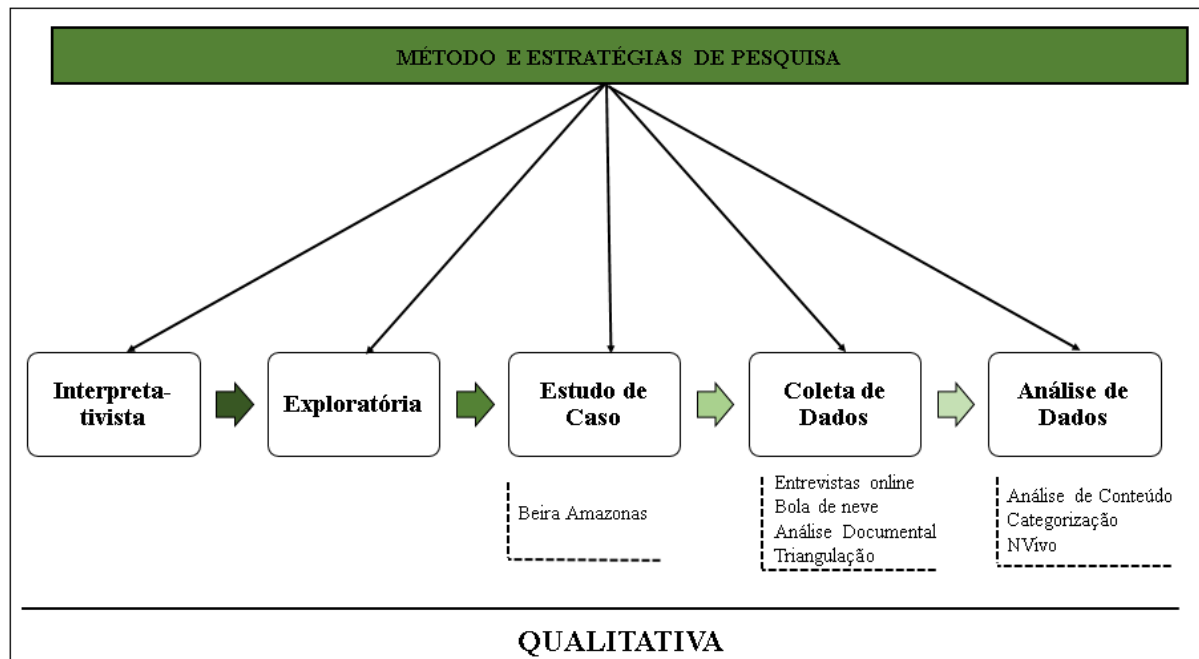 MÉTODO E ESTRATÉGIAS DE PESQUISA
Interpreta-
tivista
Exploratória
Estudo de
Caso
Coleta de
Dados
Análise de
Dados
Beira Amazonas
Entrevistas online
Bola de neve
Análise Documental
Triangulação
Análise de Conteúdo
Categorização
NVivo
QUALITATIVA